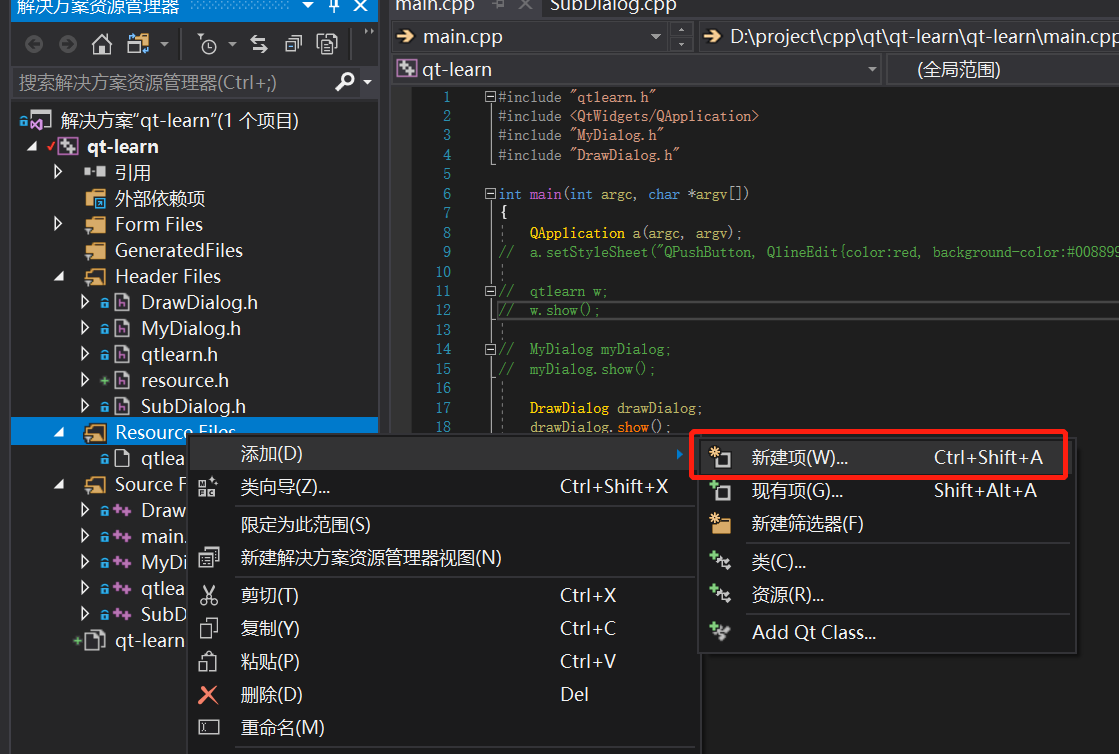 解决方案资源管理器
搜索解决方案资源管理器(Ctrl+;)
解决方案"qt-learn"(1 个项目)
qt-learn
引用
外部依赖项
Form Files
GeneratedFiles
Header Files
DrawDialog.h
MyDialog.h
qtlearn.h
resource.h
SubDialog.h
Resource Files
qtlea
Source F
Draw
main.
MyDi
qtlea
SubD
qt-learn
main.cpp
SubDialog.cpp
main.cpp
D:\project\cpp\qt\qt-learn\qt-learn\main.cpp
qt-learn
(全局范围)
1 #include "qtlearn.h"
2 #include <QtWidgets/QApplication>
3 #include "MyDialog.h"
4 #include "DrawDialog.h"
5
6 int main(int argc, char *argv[])
7 {
8 QApplication a(argc, argv);
9 // a.setStyleSheet("QPushButton, QlineEdit{color:red, background-color:#008899
10
11 // qtlearn w;
12 // w.show();
13
14 // MyDialog myDialog;
15 // myDialog.show();
16
17 DrawDialog drawDialog;
18 drawDialog.show();
添加(D)
类向导(Z)... Ctrl+Shift+X
限定为此范围(S)
新建解决方案资源管理器视图(N)
剪切(T) Ctrl+X
复制(Y) Ctrl+C
粘贴(P) Ctrl+V
删除(D) Del
重命名(M)
新建项(W)... Ctrl+Shift+A
现有项(G)... Shift+Alt+A
新建筛选器(F)
类(C)...
资源(R)...
Add Qt Class...